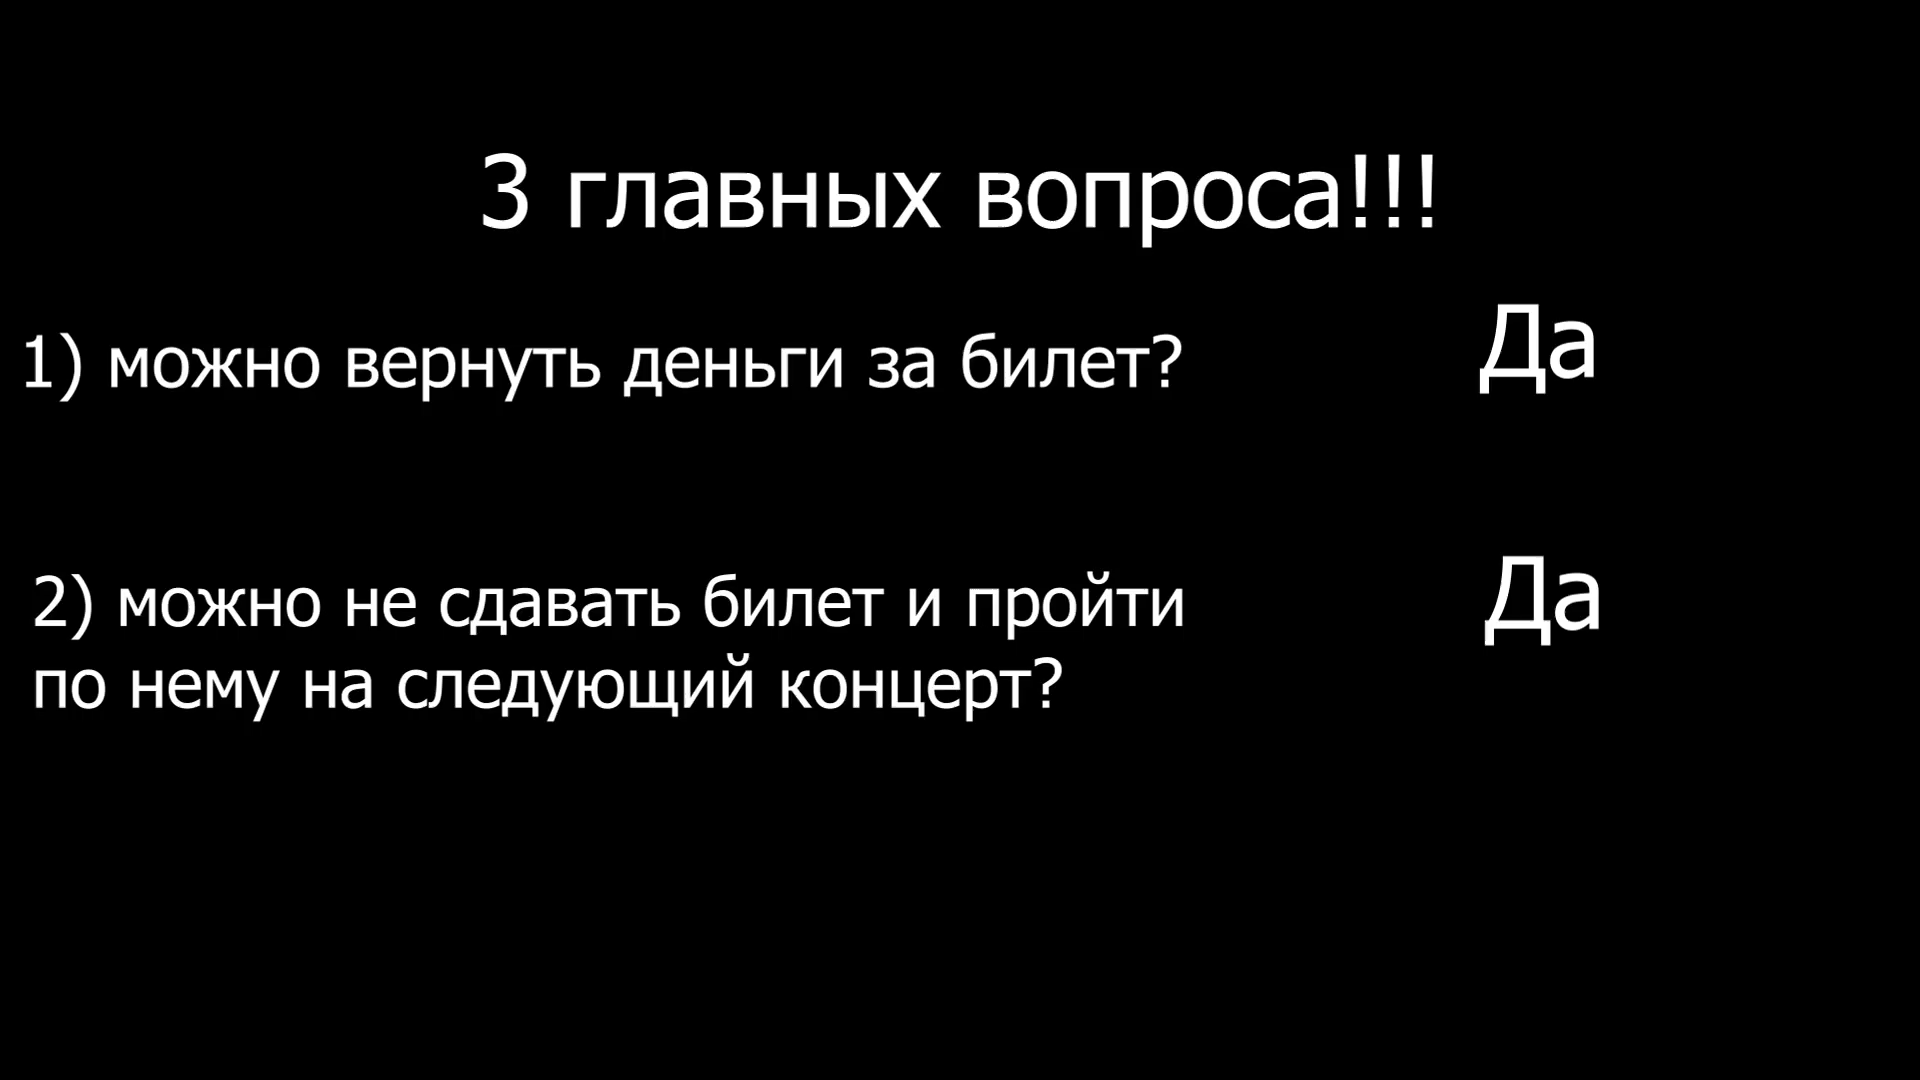 3 главных вопроса!!!
1) можно вернуть деньги за билет? Да
2) можно не сдавать билет и пройти Да
по нему на следующий концерт?